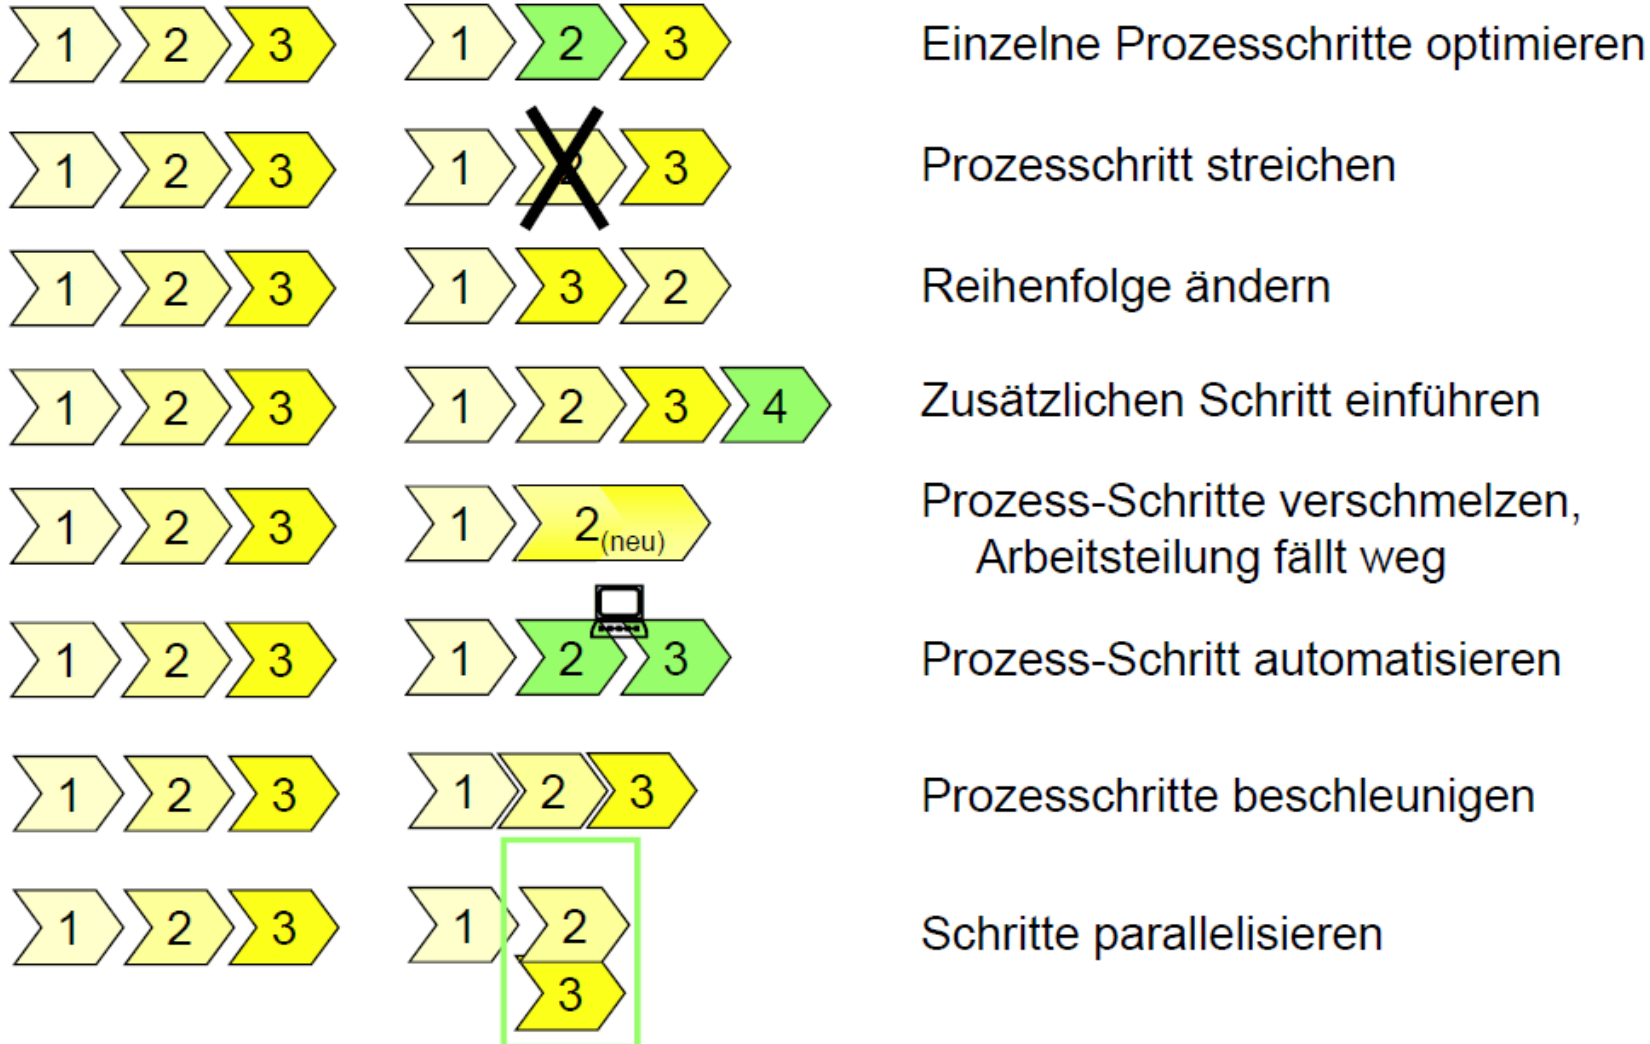 1 2 3 1 2 3 Einzelne Prozesschritte optimieren
1 2 3 1 2 3 Prozesschritt streichen
1 2 3 1 3 2 Reihenfolge ändern
1 2 3 1 2 3 4 Zusätzlichen Schritt einführen
1 2 3 1 2(neu) Prozess-Schritte verschmelzen,
Arbeitsteilung fällt weg
1 2 3 1 2 3 Prozess-Schritt automatisieren
1 2 3 1 2 3 Prozesschritte beschleunigen
1 2 3 1 2 Schritte parallelisieren
3